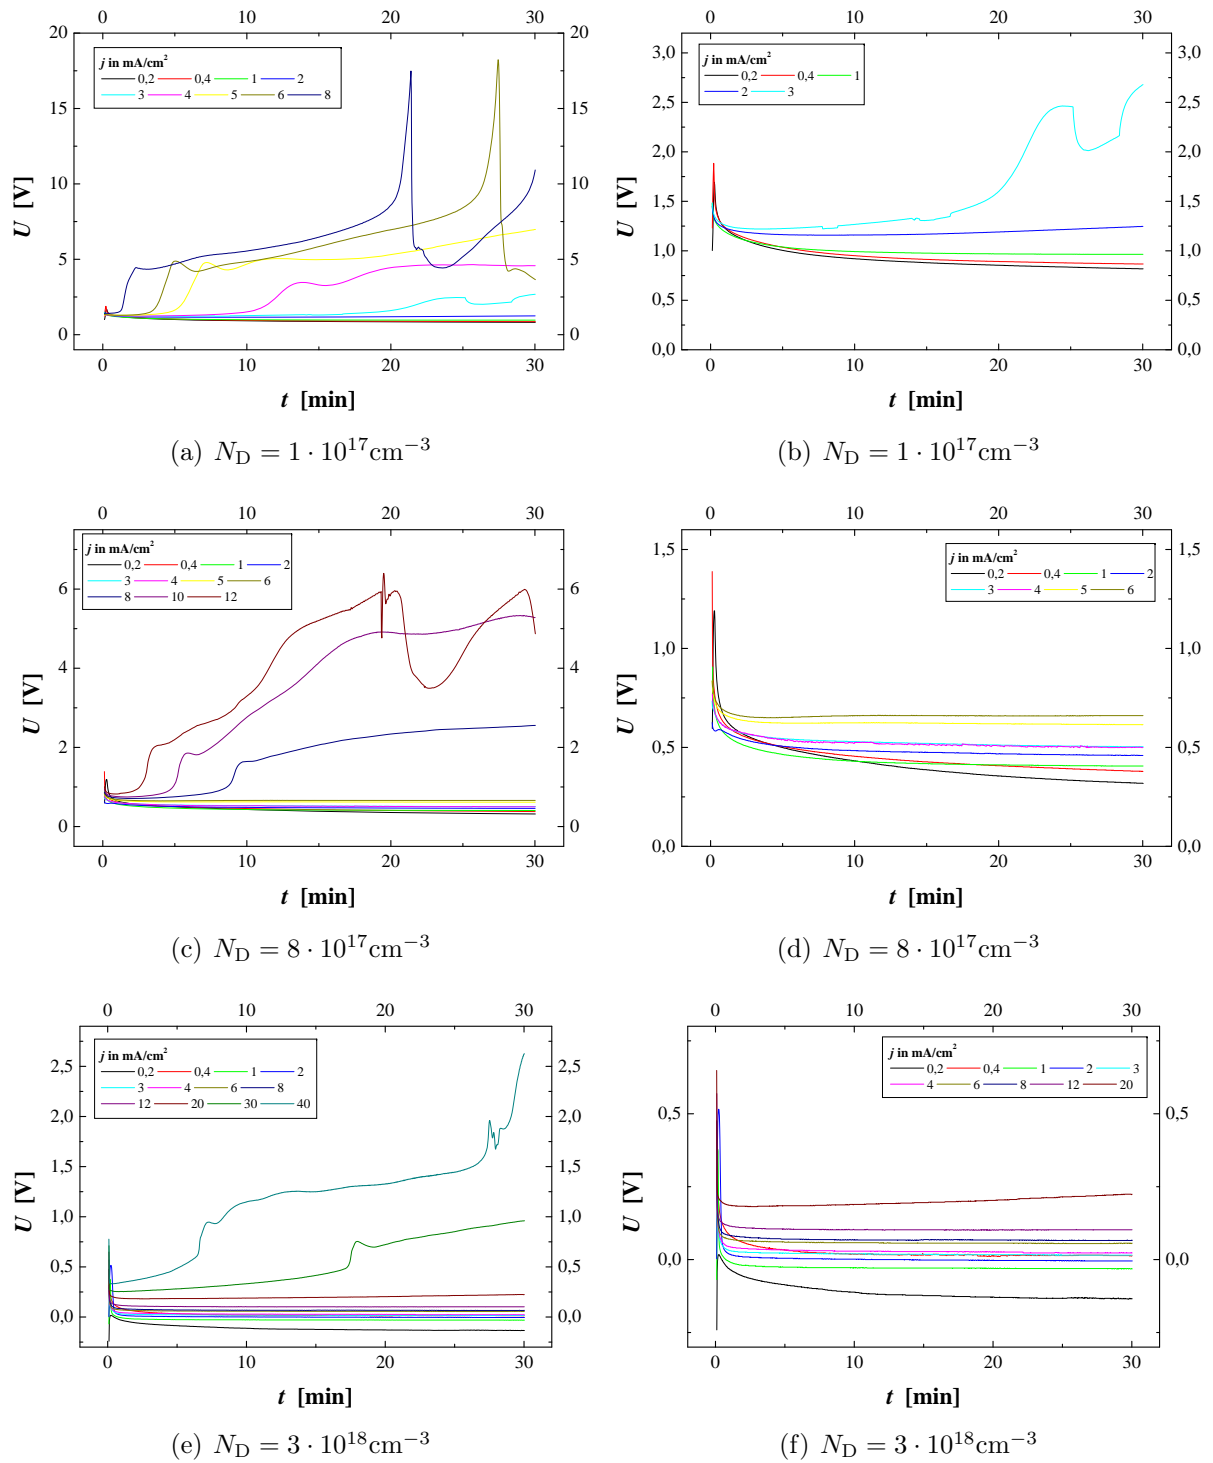 0 10 20 30
0 10 20 30
20 20
3,0 3,0
j in mA/cm²
0,2 0,4 1 2
3 4 5 6 8
j in mA/cm²
0,2 0,4 1
2 3
15 15
2,5 2,5
2,0 2,0
U [V]
10 10
U [V]
1,5 1,5
5 5
1,0 1,0
0,5 0,5
0 0
0,0 0,0
0 10 20 30
0 10 20 30
t [min]
t [min]
(a) N_D = 1 · 10^17 cm^−3
(b) N_D = 1 · 10^17 cm^−3
0 10 20 30
0 10 20 30
j in mA/cm²
0,2 0,4 1 2
3 4 5 6
8 10 12
1,5 1,5
j in mA/cm²
0,2 0,4 1 2
3 4 5 6
6 6
1,0 1,0
U [V]
4 4
U [V]
2 2
0,5 0,5
0 0
0,0 0,0
0 10 20 30
0 10 20 30
t [min]
t [min]
(c) N_D = 8 · 10^17 cm^−3
(d) N_D = 8 · 10^17 cm^−3
0 10 20 30
0 10 20 30
j in mA/cm²
0,2 0,4 1 2
3 4 6 8
12 20 30 40
j in mA/cm²
0,2 0,4 1 2 3
4 6 8 12 20
2,5 2,5
2,0 2,0
0,5 0,5
U [V]
1,5 1,5
U [V]
1,0 1,0
0,5 0,5
0,0 0,0
0,0 0,0
0 10 20 30
0 10 20 30
t [min]
t [min]
(e) N_D = 3 · 10^18 cm^−3
(f) N_D = 3 · 10^18 cm^−3